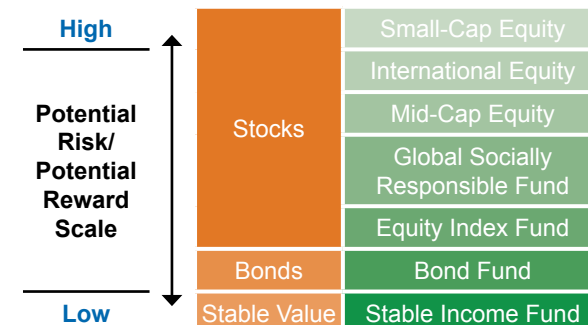 High
Potential
Risk/
Potential
Reward
Scale
Low
Stocks
Bonds
Stable Value
Small-Cap Equity
International Equity
Mid-Cap Equity
Global Socially
Responsible Fund
Equity Index Fund
Bond Fund
Stable Income Fund